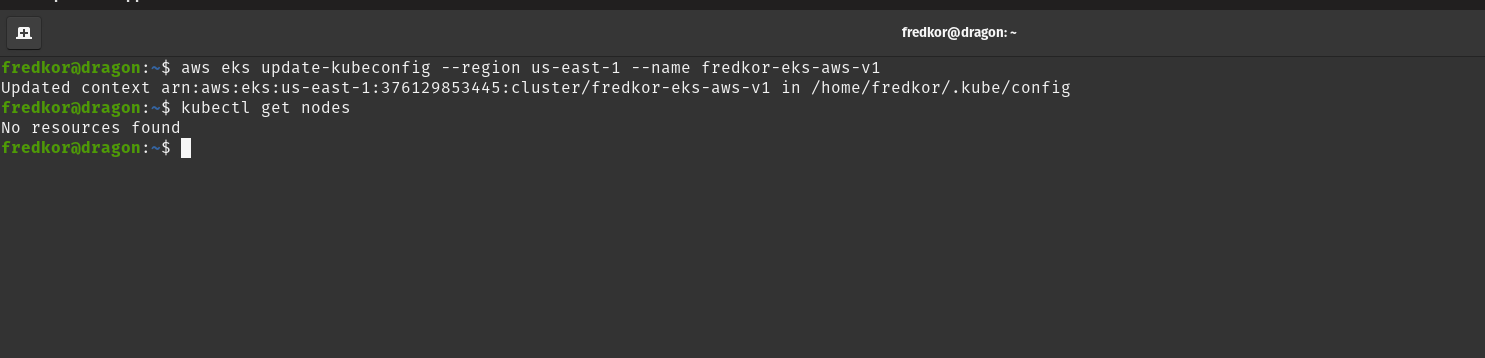 fredkor@dragon: ~
fredkor@dragon:~$ aws eks update-kubeconfig --region us-east-1 --name fredkor-eks-aws-v1
Updated context arn:aws:eks:us-east-1:376129853445:cluster/fredkor-eks-aws-v1 in /home/fredkor/.kube/config
fredkor@dragon:~$ kubectl get nodes
No resources found
fredkor@dragon:~$